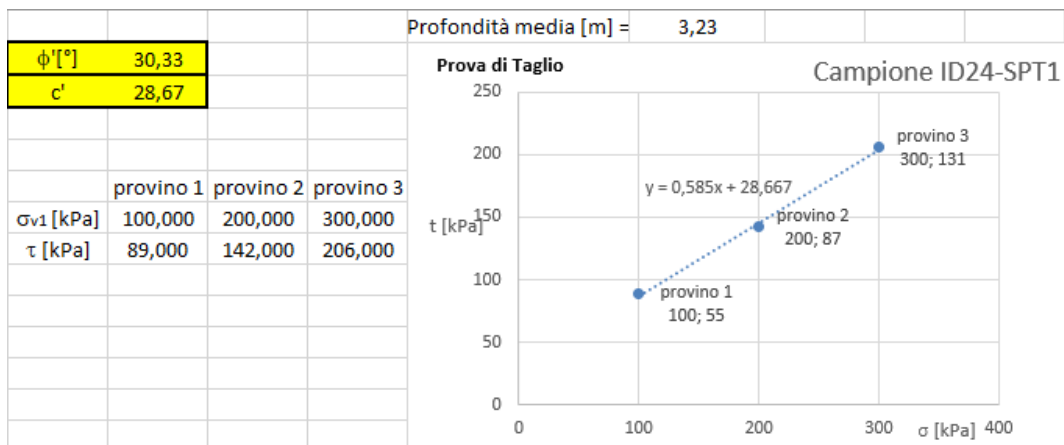 Profondità media [m] = 3,23
ϕ'[°] 30,33
c' 28,67
provino 1 provino 2 provino 3
σv1 [kPa] 100,000 200,000 300,000
τ [kPa] 89,000 142,000 206,000
Prova di Taglio
Campione ID24-SPT1
250
200
150
100
50
0
t [kPa]
y = 0,585x + 28,667
provino 3
300; 131
provino 2
200; 87
provino 1
100; 55
0 100 200 300 400
σ [kPa]